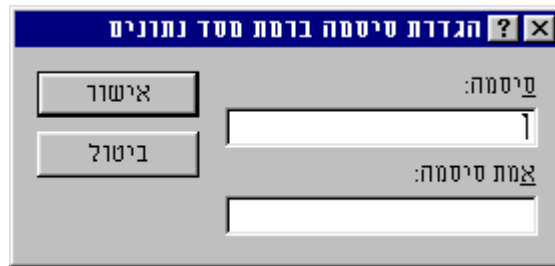 הגדרת סיסמה ברמת מסד נתונים
סיסמה:
אמת סיסמה:
אישור
ביטול